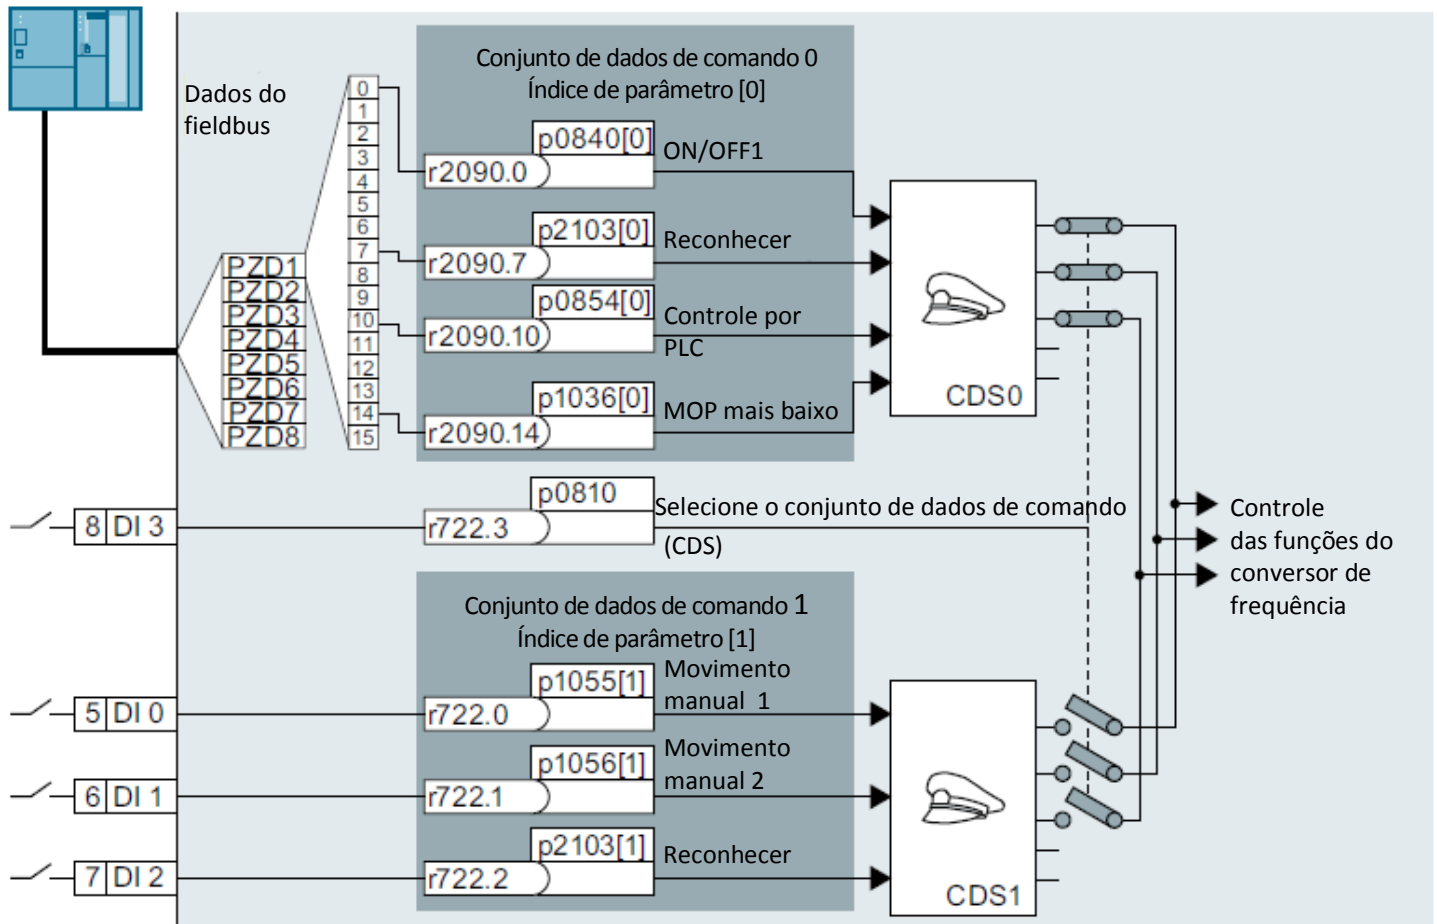 Conjunto de dados de comando 0
Índice de parâmetro [0]
Dados do
fieldbus
0
1
2
3
4
5
6
7
8
9
10
11
12
13
14
15
PZD1
PZD2
PZD3
PZD4
PZD5
PZD6
PZD7
PZD8
p0840[0]
ON/OFF1
r2090.0
p2103[0]
Reconhecer
r2090.7
p0854[0]
Controle por
PLC
r2090.10
p1036[0]
MOP mais baixo
r2090.14
CDS0
p0810
Selecione o conjunto de dados de comando
(CDS)
8 DI 3
r722.3
Controle
das funções do
conversor de
frequência
Conjunto de dados de comando 1
Índice de parâmetro [1]
p1055[1]
Movimento
manual 1
5 DI 0
r722.0
p1056[1]
Movimento
manual 2
6 DI 1
r722.1
p2103[1]
Reconhecer
7 DI 2
r722.2
CDS1